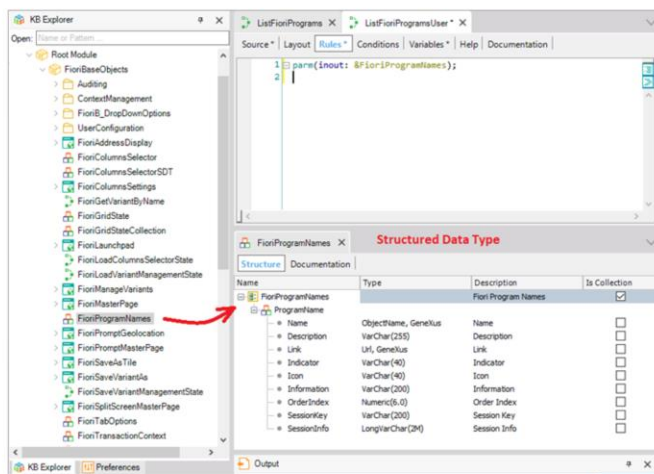 KB Explorer
Open: Name or Pattern...
Root Module
FioriBaseObjects
Auditing
ContextManagement
FioriB_DropDownOptions
UserConfiguration
FioriAddressDisplay
FioriColumnsSelector
FioriColumnsSelectorSDT
FioriColumnsSettings
FioriGetVariantByName
FioriGridState
FioriGridStateCollection
FioriLaunchpad
FioriLoadColumnsSelectorState
FioriLoadVariantManagementState
FioriManageVariants
FioriMasterPage
FioriProgramNames
FioriPromptGeolocation
FioriPromptMasterPage
FioriSaveAsTile
FioriSaveVariantAs
FioriSaveVariantManagementState
FioriSplitScreenMasterPage
FioriTabOptions
FioriTransactionContext
KB Explorer Preferences
ListFioriPrograms X ListFioriProgramsUser * X
Source * Layout Rules * Conditions Variables * Help Documentation
1 parm(inout: &FioriProgramNames);
2
FioriProgramNames X Structured Data Type
Structure Documentation
Name Type Description Is Collection
FioriProgramNames Fiori Program Names
ProgramName
Name ObjectName, GeneXus Name
Description VarChar(255) Description
Link Url, GeneXus Link
Indicator VarChar(40) Indicator
Icon VarChar(40) Icon
Information VarChar(200) Information
OrderIndex Numeric(6.0) Order Index
SessionKey VarChar(200) Session Key
SessionInfo LongVarChar(2M) Session Info
Output